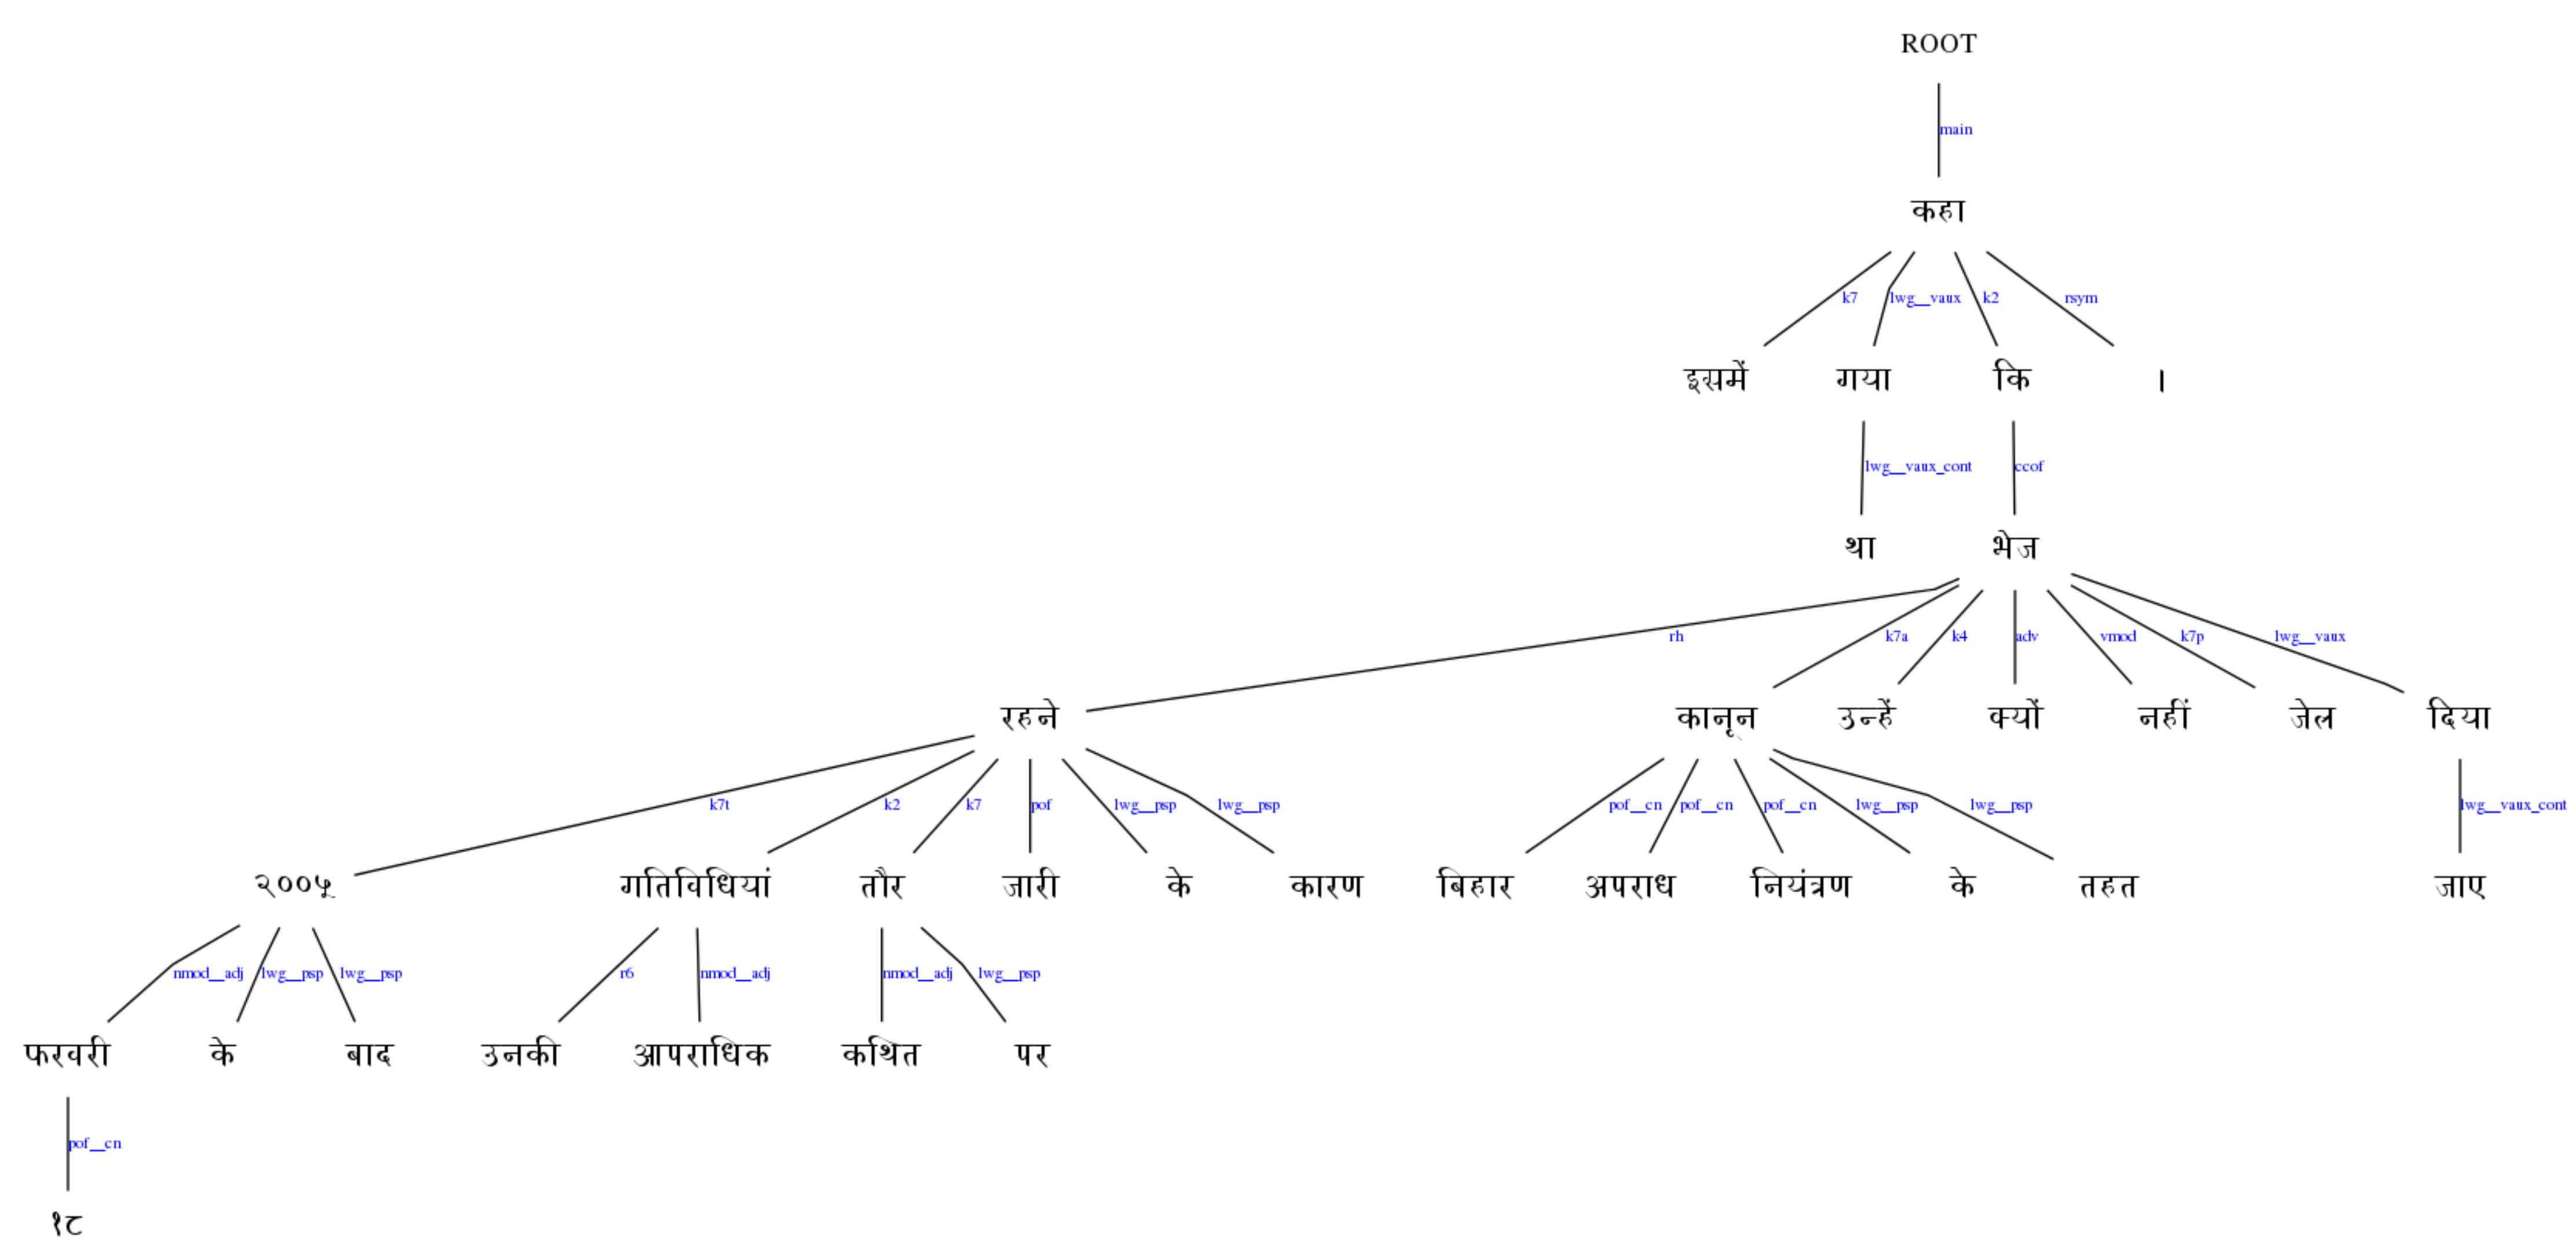 ROOT
main
कहा
k7 lwg__vaux k2 rsym
इसमें गया कि ।
lwg__vaux_cont ccof
था भेज
rh k7a k4 adv vmod k7p lwg__vaux
रहने कानून उन्हें क्यों नहीं जेल दिया
k7t k2 k7 pof lwg__psp lwg__psp pof__cn pof__cn pof__cn lwg__psp lwg__psp lwg__vaux_cont
२००५ गतिविधियां तौर जारी के कारण बिहार अपराध नियंत्रण के तहत जाए
nmod__adj lwg__psp lwg__psp r6 nmod__adj nmod__adj lwg__psp
फरवरी के बाद उनकी आपराधिक कथित पर
pof__cn
१८